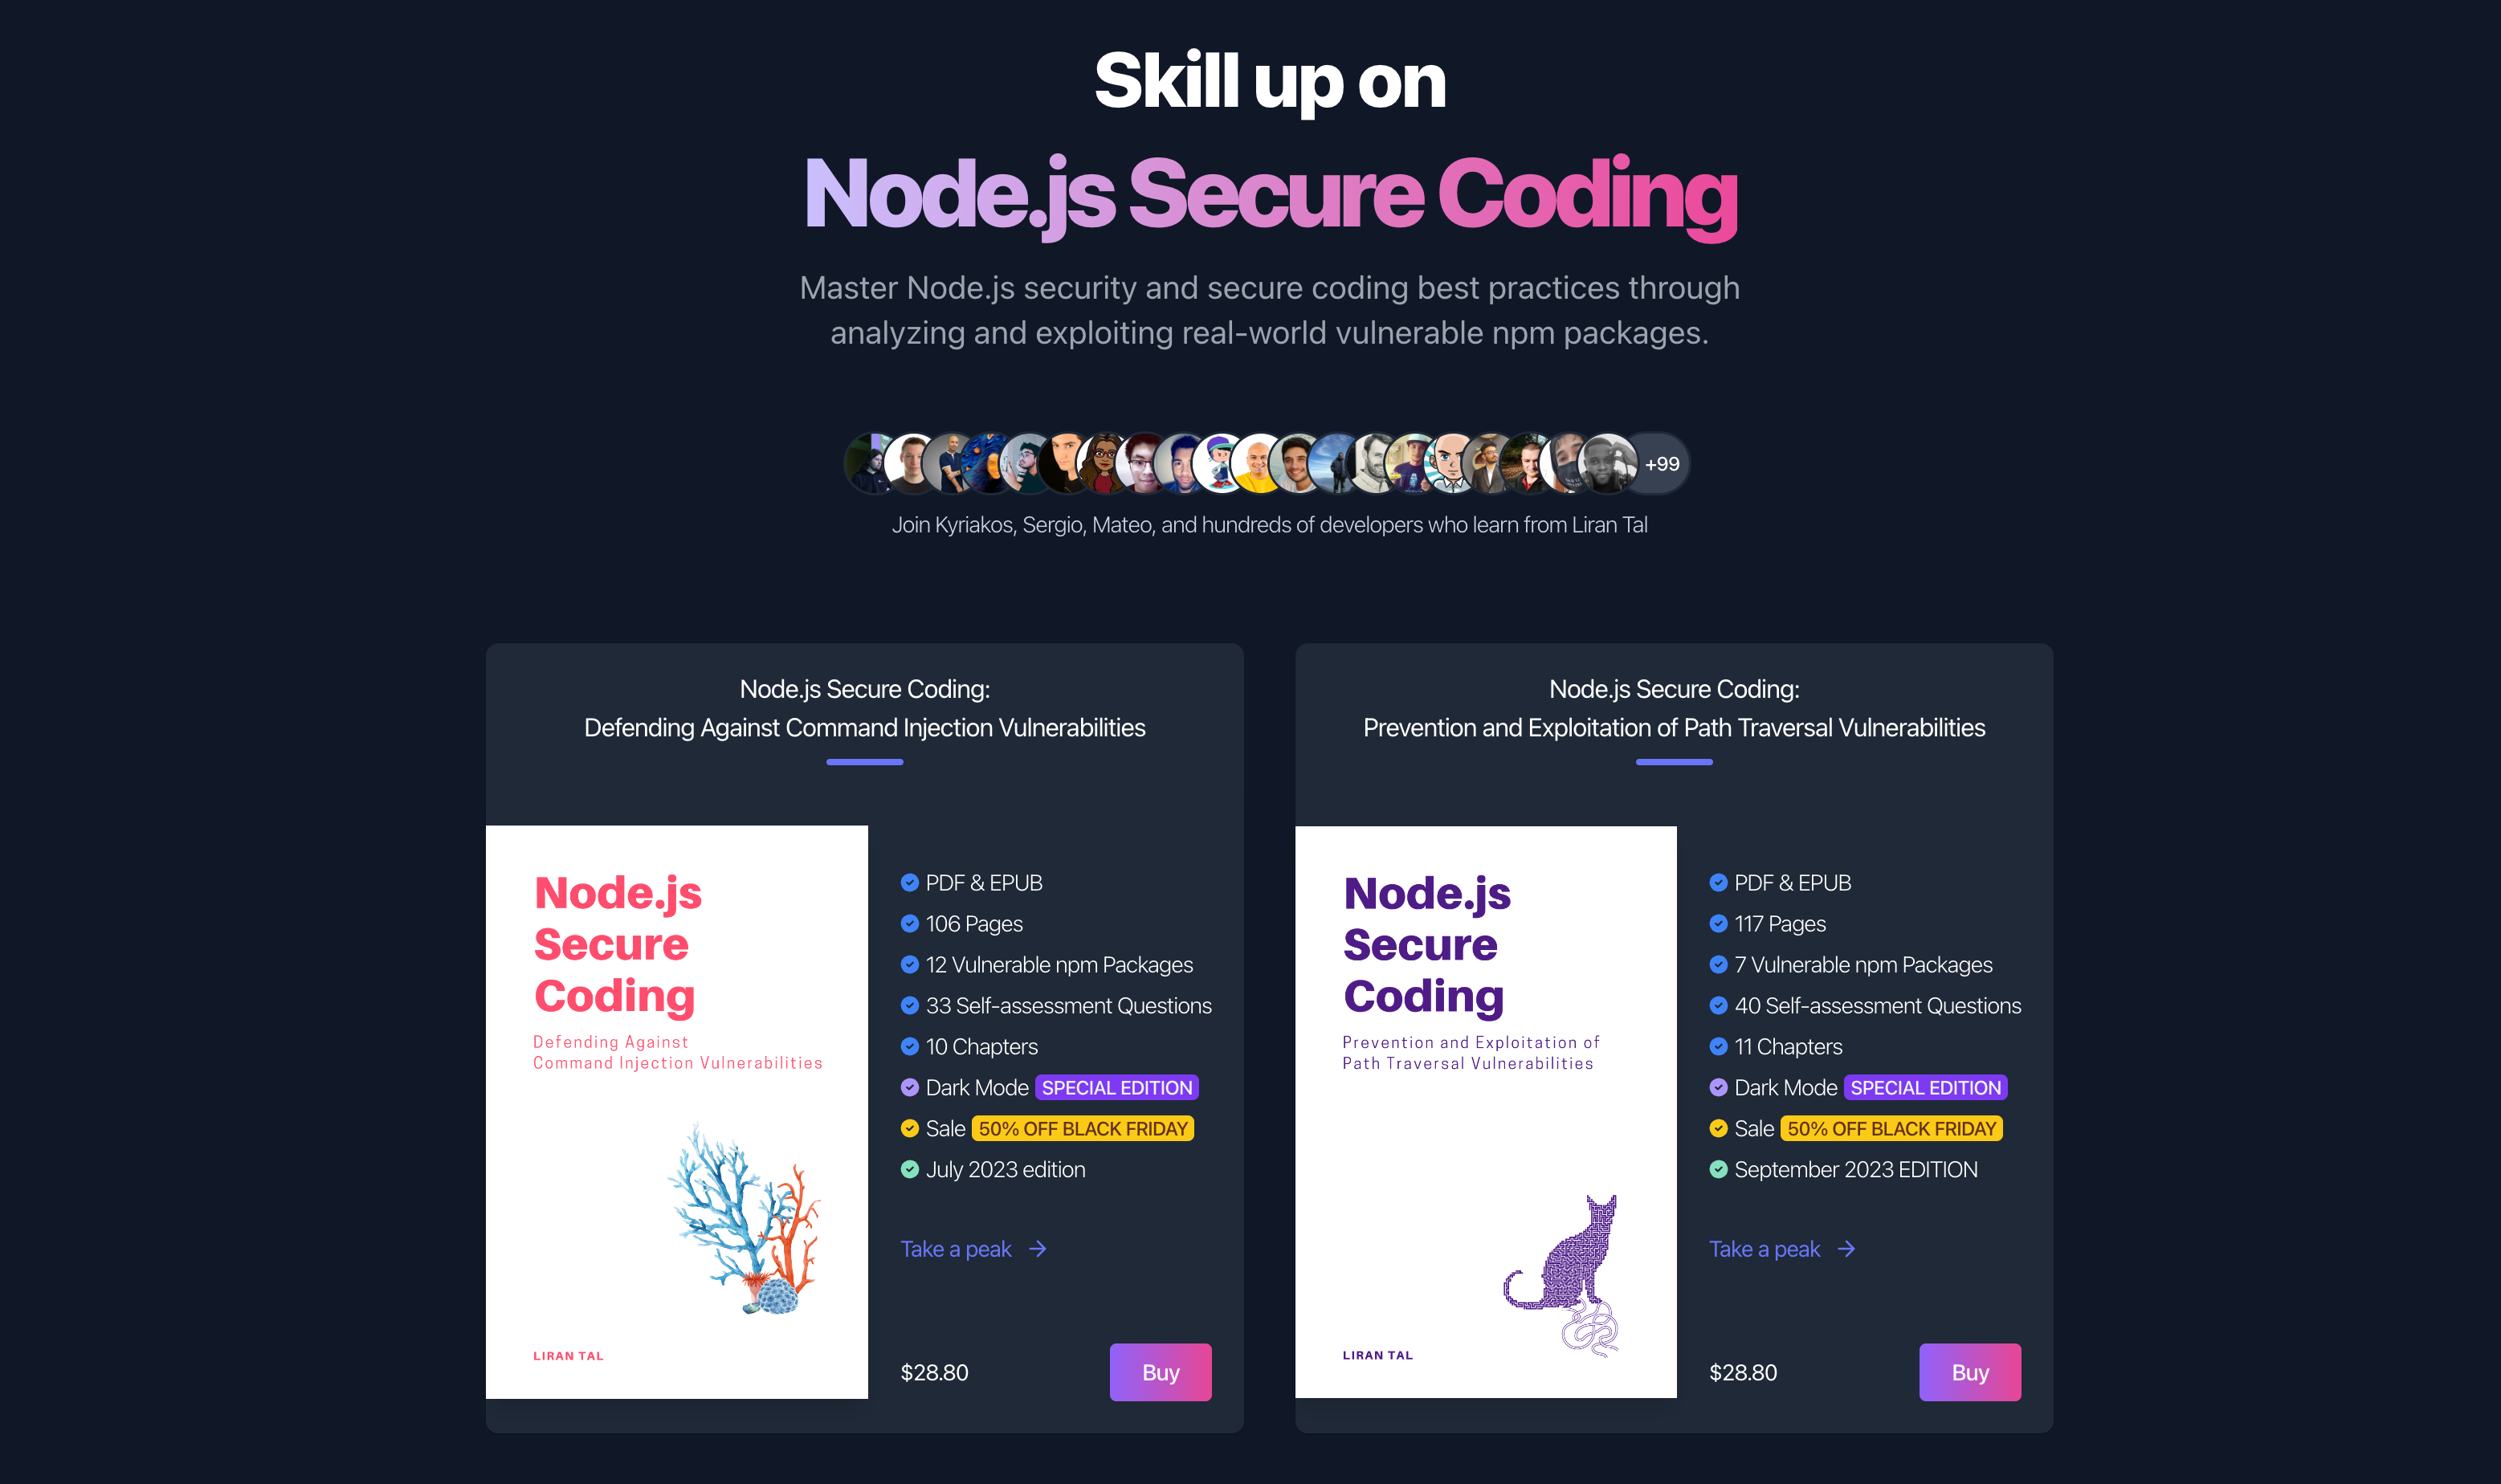 Skill up on
Node.js Secure Coding
Master Node.js security and secure coding best practices through
analyzing and exploiting real-world vulnerable npm packages.
+99
Join Kyriakos, Sergio, Mateo, and hundreds of developers who learn from Liran Tal
Node.js Secure Coding:
Defending Against Command Injection Vulnerabilities
Node.js
Secure
Coding
Defending Against
Command Injection Vulnerabilities
LIRAN TAL
PDF & EPUB
106 Pages
12 Vulnerable npm Packages
33 Self-assessment Questions
10 Chapters
Dark Mode SPECIAL EDITION
Sale 50% OFF BLACK FRIDAY
July 2023 edition
Take a peak →
$28.80
Buy
Node.js Secure Coding:
Prevention and Exploitation of Path Traversal Vulnerabilities
Node.js
Secure
Coding
Prevention and Exploitation of
Path Traversal Vulnerabilities
LIRAN TAL
PDF & EPUB
117 Pages
7 Vulnerable npm Packages
40 Self-assessment Questions
11 Chapters
Dark Mode SPECIAL EDITION
Sale 50% OFF BLACK FRIDAY
September 2023 EDITION
Take a peak →
$28.80
Buy